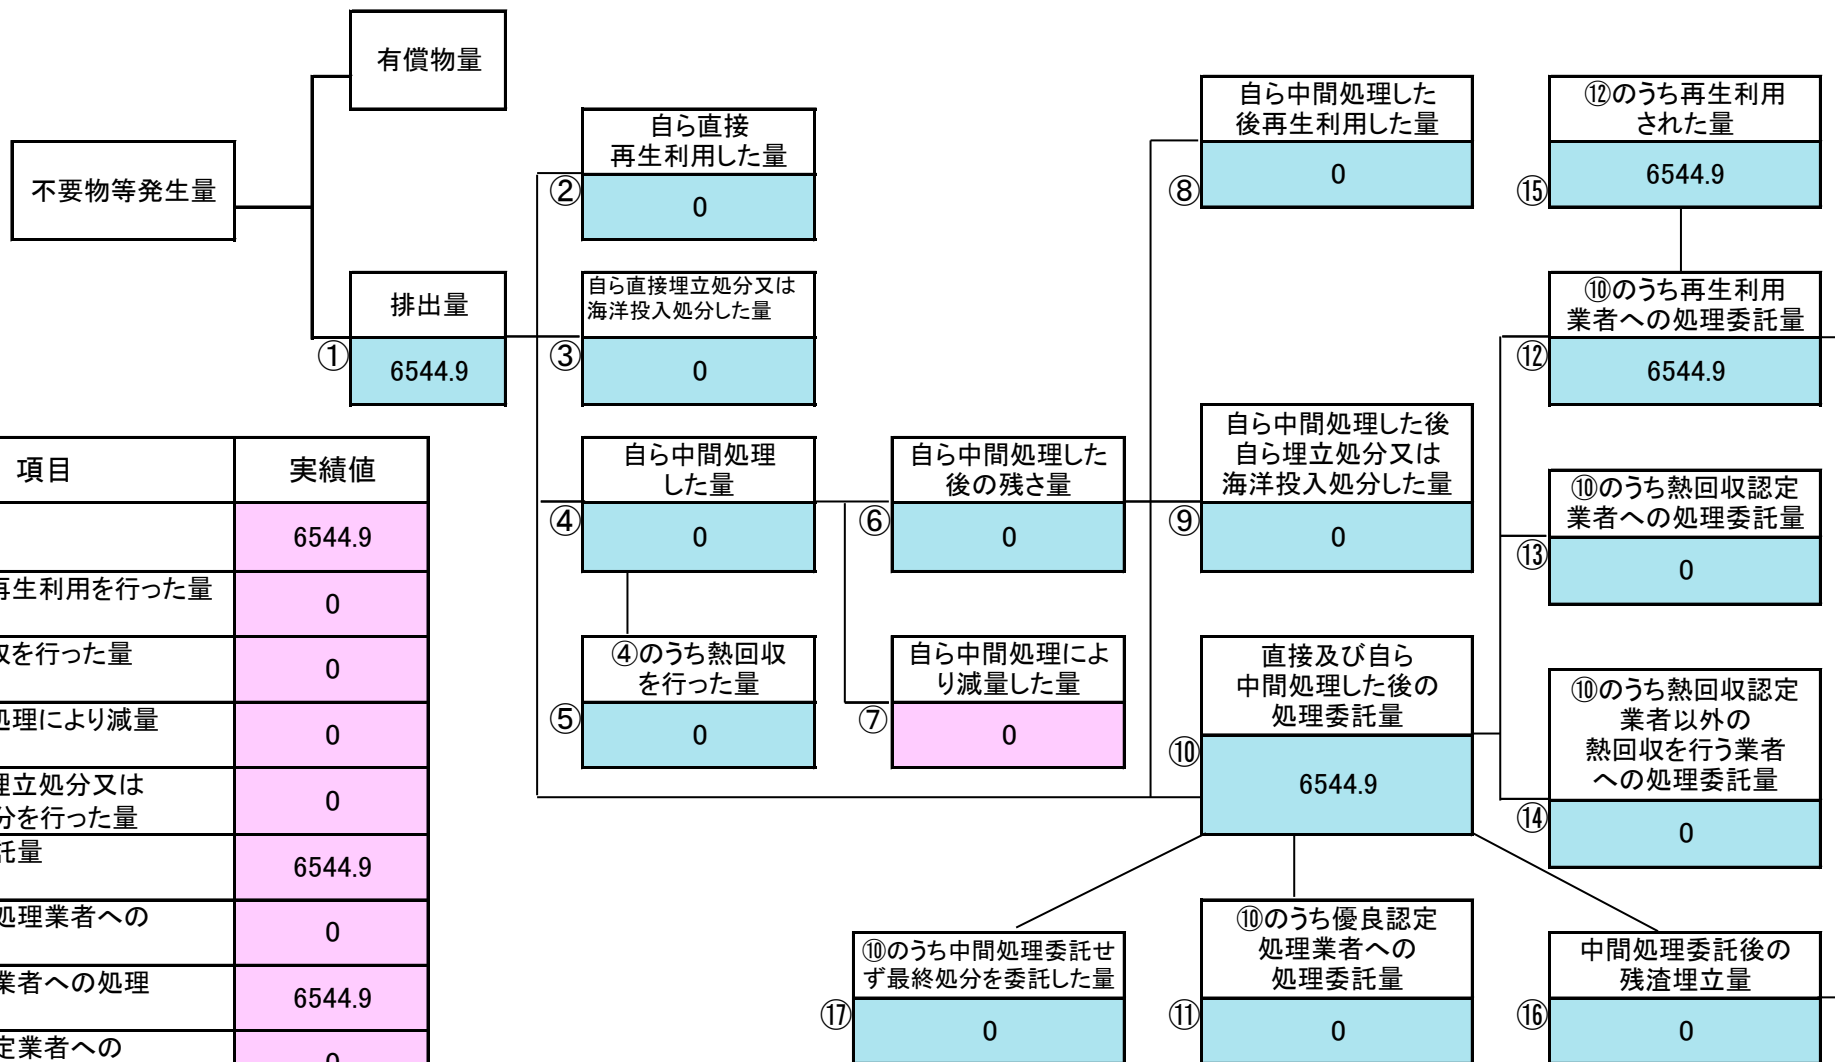 有償物量
不要物等発生量
排出量
①
6544.9
自ら直接
再生利用した量
②
0
自ら直接埋立処分又は
海洋投入処分した量
③
0
自ら中間処理
した量
④
0
④のうち熱回収
を行った量
⑤
0
自ら中間処理した
後の残さ量
⑥
0
自ら中間処理によ
り減量した量
⑦
0
自ら中間処理した
後再生利用した量
⑧
0
自ら中間処理した後
自ら埋立処分又は
海洋投入処分した量
⑨
0
直接及び自ら
中間処理した後の
処理委託量
⑩
6544.9
⑩のうち優良認定
処理業者への
処理委託量
⑪
0
⑫のうち再生利用
された量
⑮
6544.9
⑩のうち再生利用
業者への処理委託量
⑫
6544.9
⑩のうち熱回収認定
業者への処理委託量
⑬
0
⑩のうち熱回収認定
業者以外の
熱回収を行う業者
への処理委託量
⑭
0
中間処理委託後の
残渣埋立量
⑯
0
⑩のうち中間処理委託せ
ず最終処分を委託した量
⑰
0
項目
実績値
6544.9
再生利用を行った量
0
収を行った量
0
処理により減量
0
埋立処分又は
分を行った量
0
託量
6544.9
処理業者への
0
業者への処理
6544.9
定業者への
0